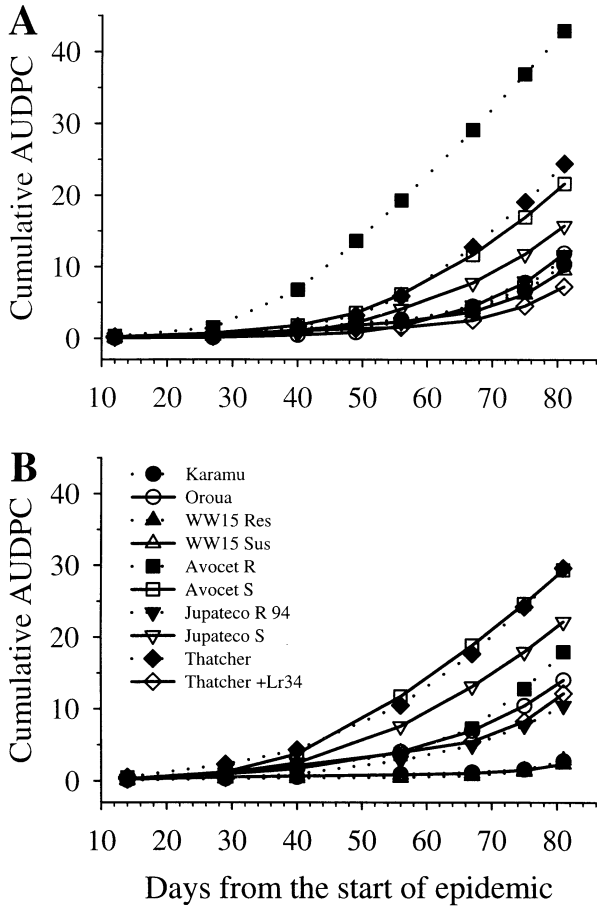 A
Cumulative AUDPC
40
30
20
10
0
10 20 30 40 50 60 70 80
B
Cumulative AUDPC
40
30
20
10
0
Karamu
Oroua
WW15 Res
WW15 Sus
Avocet R
Avocet S
Jupateco R 94
Jupateco S
Thatcher
Thatcher +Lr34
10 20 30 40 50 60 70 80
Days from the start of epidemic